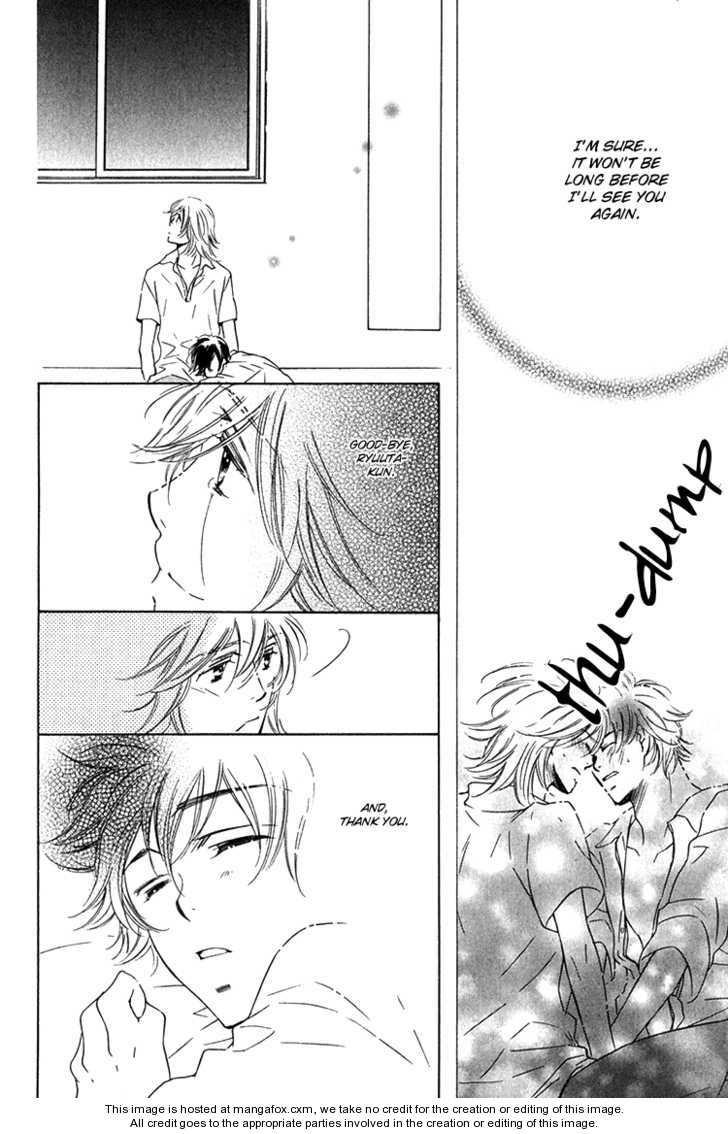 I'M SURE...
IT WON'T BE
LONG BEFORE
I'LL SEE YOU
AGAIN.
thu-dump
GOOD-BYE,
RYUUTA-
KUN.
AND,
THANK YOU.
This image is hosted at mangafox.cxm, we take no credit for the creation or editing of this image.
All credit goes to the appropriate parties involved in the creation or editing of this image.